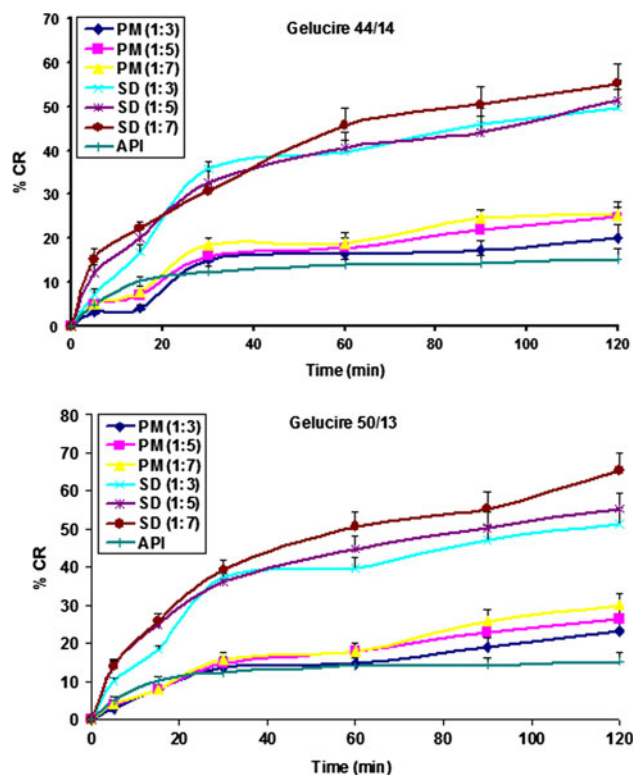 Gelucire 44/14
PM (1:3)
PM (1:5)
PM (1:7)
SD (1:3)
SD (1:5)
SD (1:7)
API
% CR
70
60
50
40
30
20
10
0
0 20 40 60 80 100 120
Time (min)
Gelucire 50/13
PM (1:3)
PM (1:5)
PM (1:7)
SD (1:3)
SD (1:5)
SD (1:7)
API
% CR
80
70
60
50
40
30
20
10
0
0 20 40 60 80 100 120
Time (min)